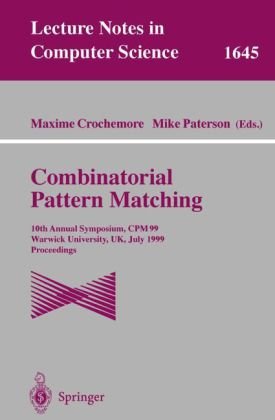 Lecture Notes in
Computer Science 1645
Maxime Crochemore Mike Paterson (Eds.)
Combinatorial
Pattern Matching
10th Annual Symposium, CPM 99
Warwick University, UK, July 1999
Proceedings
Springer